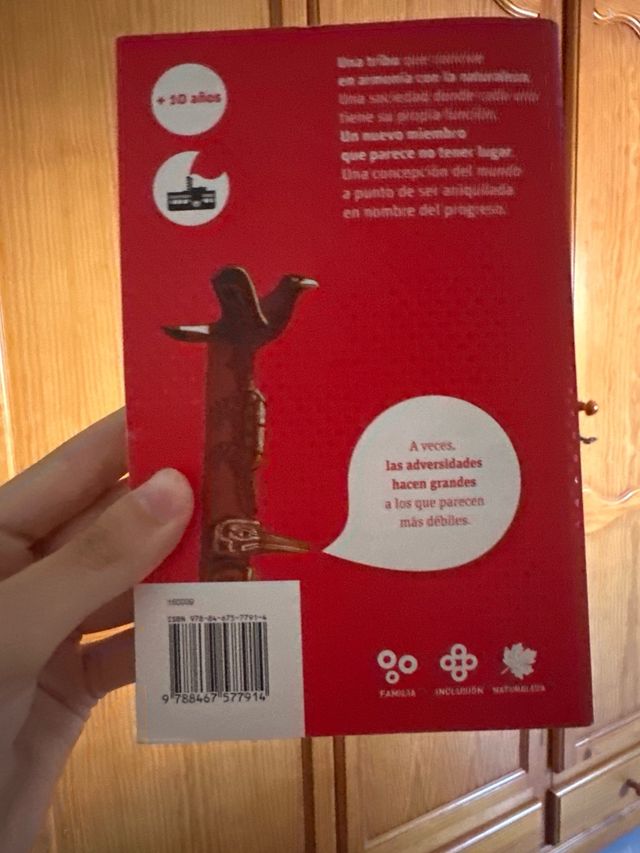 + 10 años
Una tribu que convive
en armonía con la naturaleza.
Una sociedad donde cada uno
tiene su propia función.
Un nuevo miembro
que parece no tener lugar.
Una concepción del mundo
a punto de ser aniquilada
en nombre del progreso.
A veces,
las adversidades
hacen grandes
a los que parecen
más débiles.
ISBN 978-84-675-7791-4
9 788467 577914
FAMILIA INCLUSIÓN NATURALEZA